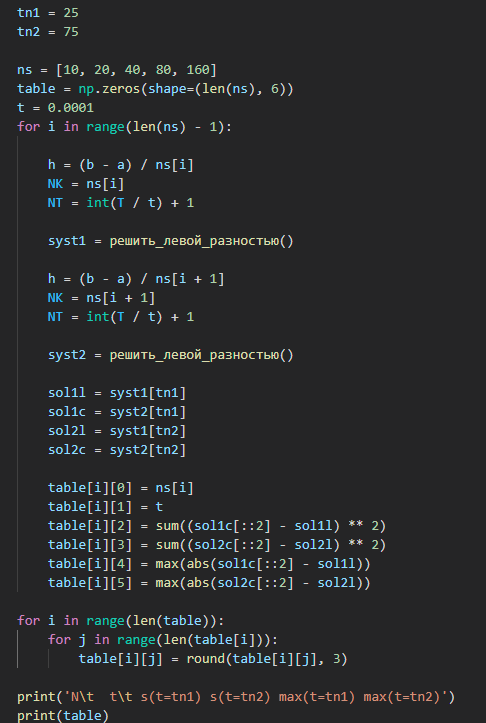 tn1 = 25
tn2 = 75
ns = [10, 20, 40, 80, 160]
table = np.zeros(shape=(len(ns), 6))
t = 0.0001
for i in range(len(ns) - 1):
    h = (b - a) / ns[i]
    NK = ns[i]
    NT = int(T / t) + 1
    syst1 = решить_левой_разностью()
    h = (b - a) / ns[i + 1]
    NK = ns[i + 1]
    NT = int(T / t) + 1
    syst2 = решить_левой_разностью()
    sol1l = syst1[tn1]
    sol1c = syst2[tn1]
    sol2l = syst1[tn2]
    sol2c = syst2[tn2]
    table[i][0] = ns[i]
    table[i][1] = t
    table[i][2] = sum((sol1c[::2] - sol1l) ** 2)
    table[i][3] = sum((sol2c[::2] - sol2l) ** 2)
    table[i][4] = max(abs(sol1c[::2] - sol1l))
    table[i][5] = max(abs(sol2c[::2] - sol2l))
for i in range(len(table)):
    for j in range(len(table[i])):
        table[i][j] = round(table[i][j], 3)
print('N\t  t\t s(t=tn1) s(t=tn2) max(t=tn1) max(t=tn2)')
print(table)